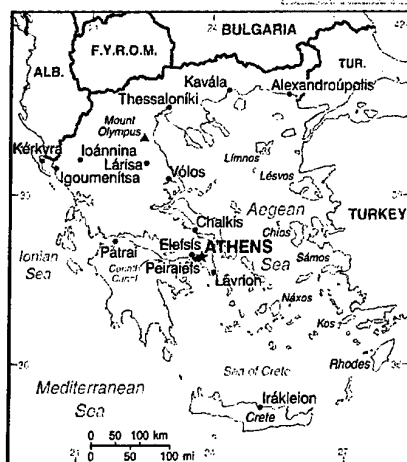 BULGARIA
F.Y.R.O.M.
ALB.
TUR.
Kavála
Alexandroúpolis
Thessaloníki
Mount
Olympus
Kérkyra
Ioánnina
Lárisa
Igoumenítsa
Vólos
Límnos
Lésvos
Aegean
Sea
TURKEY
Chalkís
Chíos
Ionian
Sea
Pátrai
Elefsís
ATHENS
Peiraiéfs
Sámos
Lávrion
Náxos
Kos
Rhodes
Sea of Crete
Mediterranean
Sea
Irákleion
Crete
0 50 100 km
0 50 100 mi
24
27